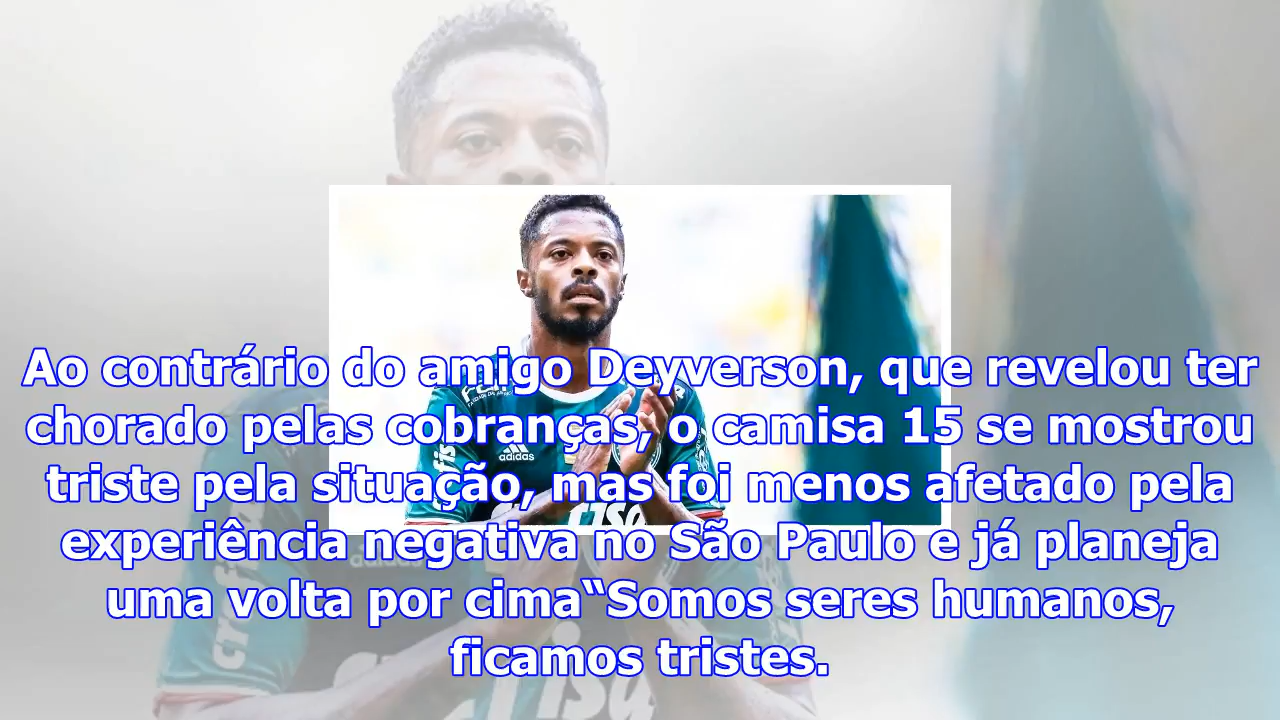 Ao contrário do amigo Deyverson, que revelou ter
chorado pelas cobranças, o camisa 15 se mostrou
triste pela situação, mas foi menos afetado pela
experiência negativa no São Paulo e já planeja
uma volta por cima“Somos seres humanos,
ficamos tristes.
adidas